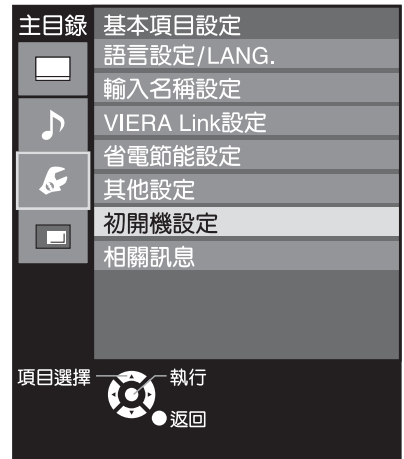 主目錄
基本項目設定
語言設定/LANG.
輸入名稱設定
VIERA Link設定
省電節能設定
其他設定
初開機設定
相關訊息
項目選擇
執行
返回